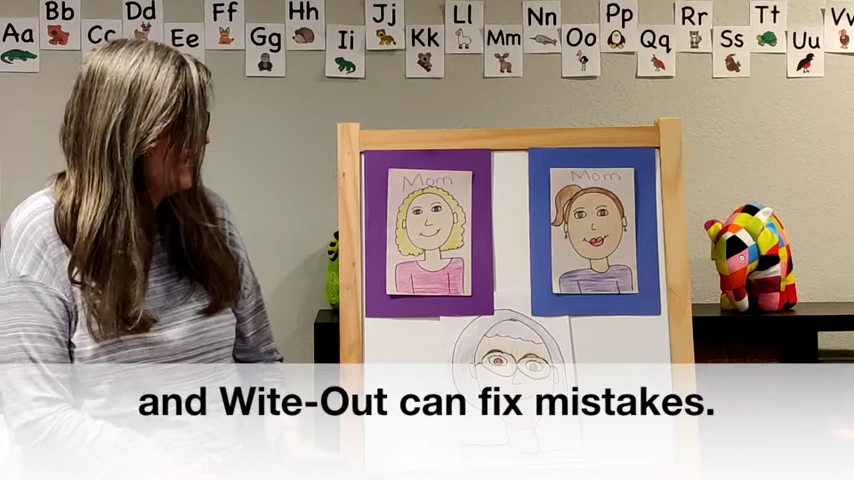 Aa
Bb
Cc
Dd
Ee
Ff
Gg
Hh
Ii
Jj
Kk
Ll
Mm
Nn
Oo
Pp
Qq
Rr
Ss
Tt
Uu
Vv
Mom
Mom
and Wite-Out can fix mistakes.